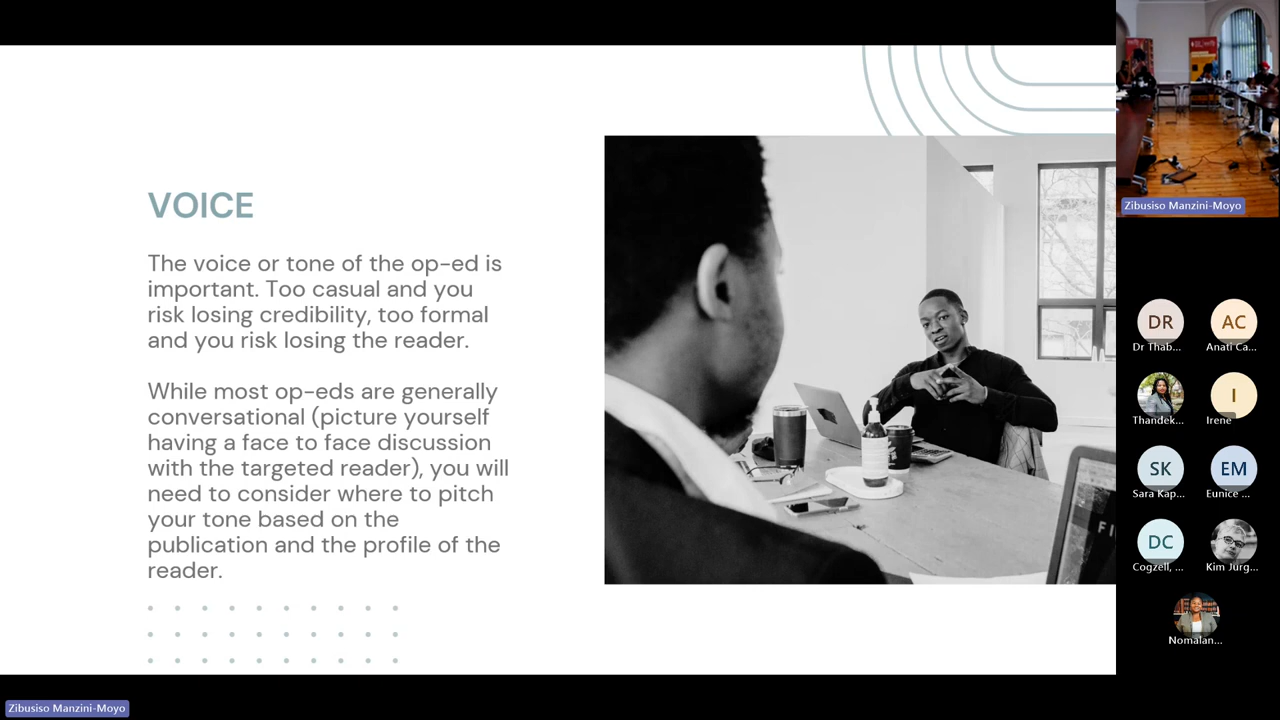 VOICE
The voice or tone of the op-ed is
important. Too casual and you
risk losing credibility, too formal
and you risk losing the reader.
While most op-eds are generally
conversational (picture yourself
having a face to face discussion
with the targeted reader), you will
need to consider where to pitch
your tone based on the
publication and the profile of the
reader.
Zibusiso Manzini-Moyo
DR AC
Dr Thab... Anati Ca...
I
Thandek... Irene
SK EM
Sara Kap... Eunice ...
DC
Cogzell, ... Kim Jurg...
Nomalan...
Zibusiso Manzini-Moyo